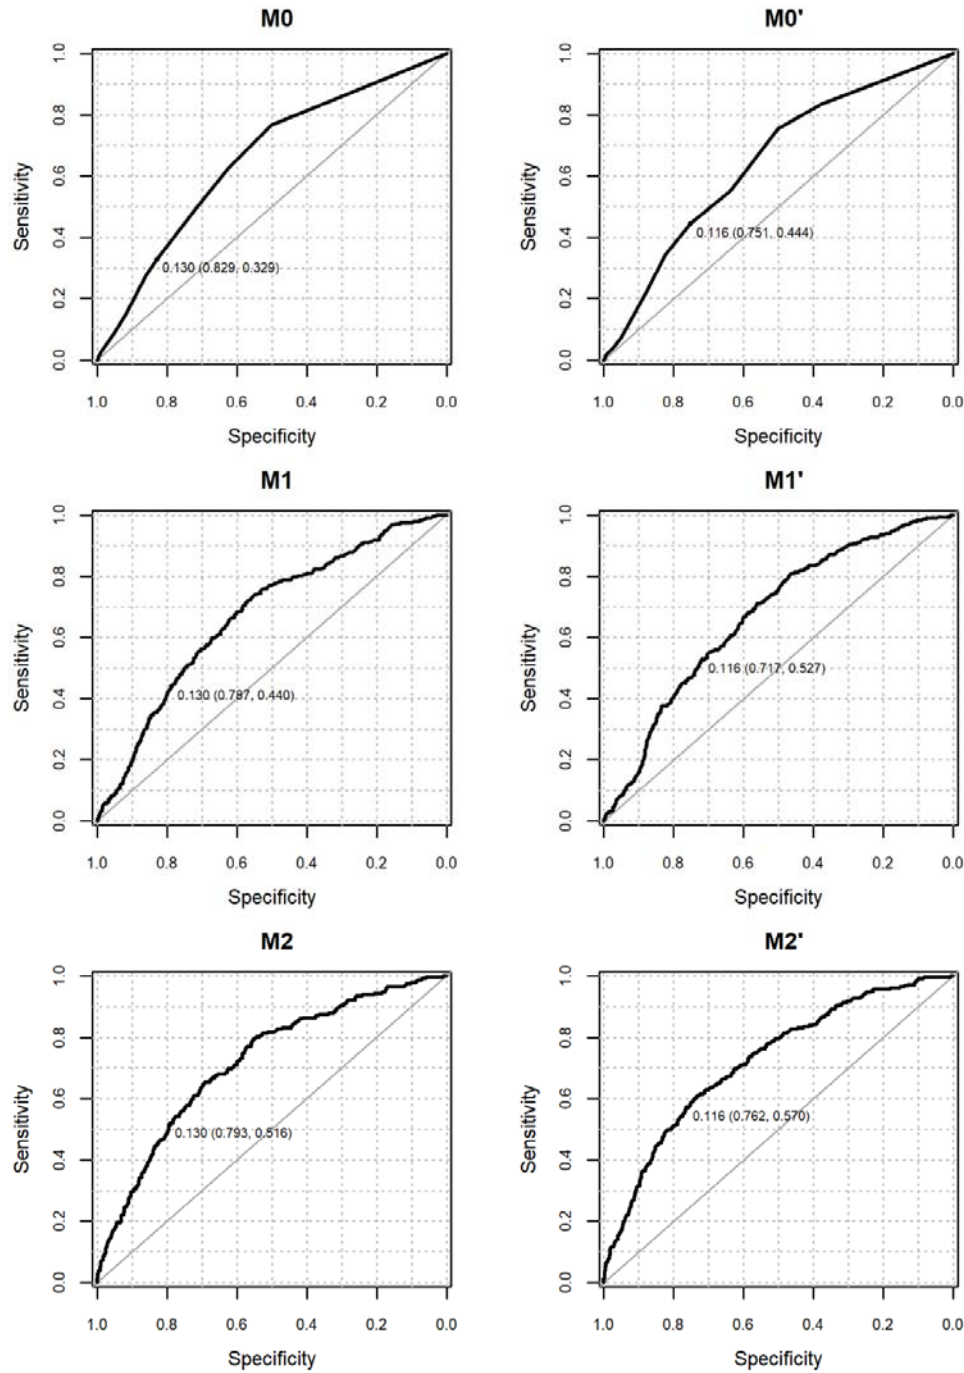 M0
Sensitivity
0.0 0.2 0.4 0.6 0.8 1.0
0.130 (0.829, 0.329)
1.0 0.8 0.6 0.4 0.2 0.0
Specificity
M0'
Sensitivity
0.0 0.2 0.4 0.6 0.8 1.0
0.116 (0.751, 0.444)
1.0 0.8 0.6 0.4 0.2 0.0
Specificity
M1
Sensitivity
0.0 0.2 0.4 0.6 0.8 1.0
0.130 (0.787, 0.440)
1.0 0.8 0.6 0.4 0.2 0.0
Specificity
M1'
Sensitivity
0.0 0.2 0.4 0.6 0.8 1.0
0.116 (0.717, 0.527)
1.0 0.8 0.6 0.4 0.2 0.0
Specificity
M2
Sensitivity
0.0 0.2 0.4 0.6 0.8 1.0
0.130 (0.793, 0.516)
1.0 0.8 0.6 0.4 0.2 0.0
Specificity
M2'
Sensitivity
0.0 0.2 0.4 0.6 0.8 1.0
0.116 (0.762, 0.570)
1.0 0.8 0.6 0.4 0.2 0.0
Specificity